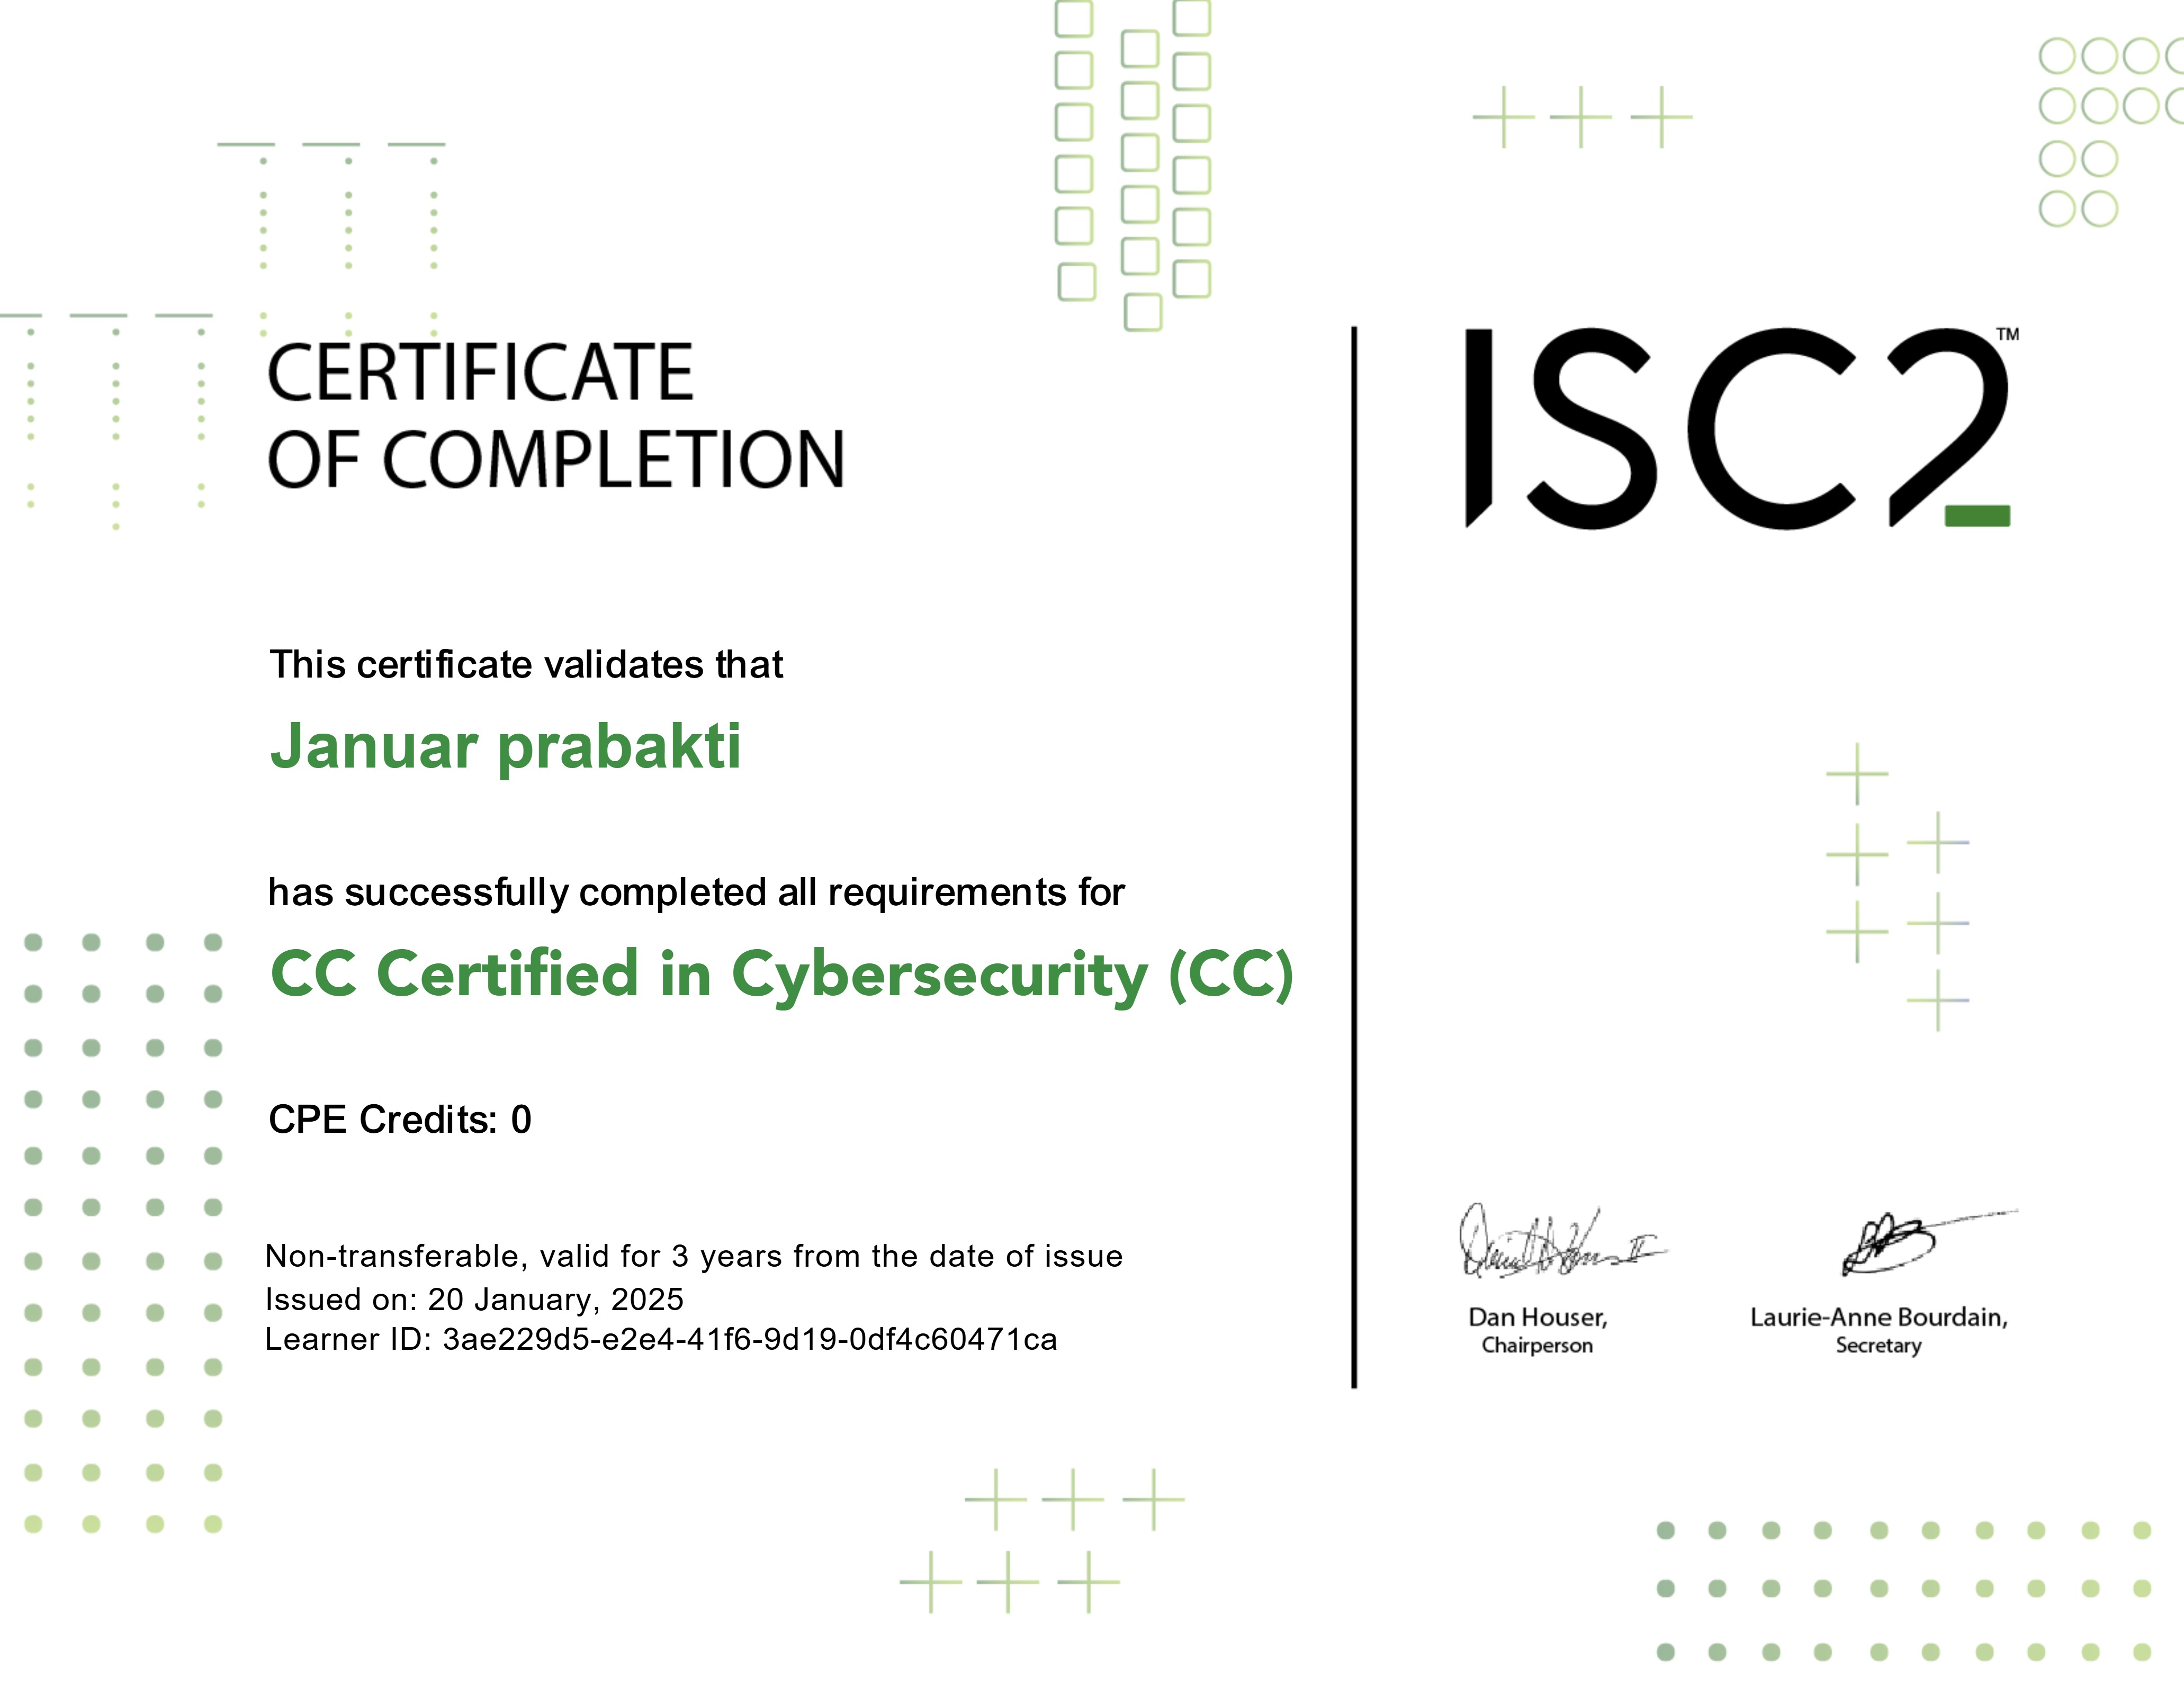 CERTIFICATE
OF COMPLETION
ISC2™
This certificate validates that
Januar prabakti
has successfully completed all requirements for
CC Certified in Cybersecurity (CC)
CPE Credits: 0
Non-transferable, valid for 3 years from the date of issue
Issued on: 20 January, 2025
Learner ID: 3ae229d5-e2e4-41f6-9d19-0df4c60471ca
Dan Houser,
Chairperson
Laurie-Anne Bourdain,
Secretary